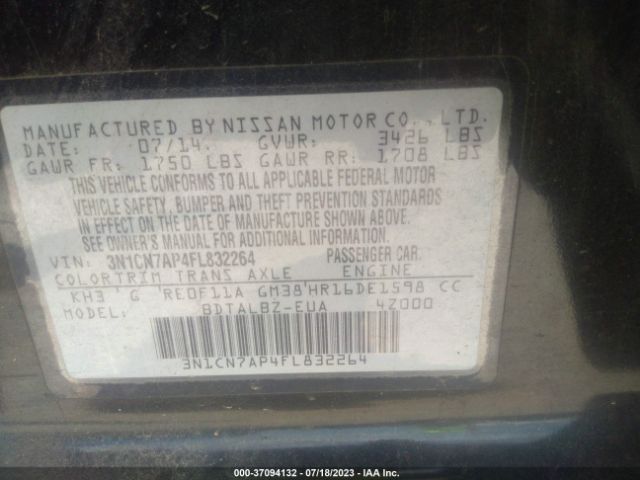 MANUFACTURED BY NISSAN MOTOR CO., LTD.
DATE: 07/14. GVWR: 3426 LBS
GAWR FR: 1750 LBS GAWR RR: 1708 LBS
THIS VEHICLE CONFORMS TO ALL APPLICABLE FEDERAL MOTOR
VEHICLE SAFETY, BUMPER AND THEFT PREVENTION STANDARDS
IN EFFECT ON THE DATE OF MANUFACTURE SHOWN ABOVE.
SEE OWNER'S MANUAL FOR ADDITIONAL INFORMATION.
VIN: 3N1CN7AP4FL832264 PASSENGER CAR.
COLOR TRIM TRANS AXLE ENGINE
KH3 G RE0F11A GM38 HR16DE1598 CC
BDTALBZ-EUA 4Z000
3N1CN7AP4FL832264
000-37094132 - 07/18/2023 - IAA Inc.